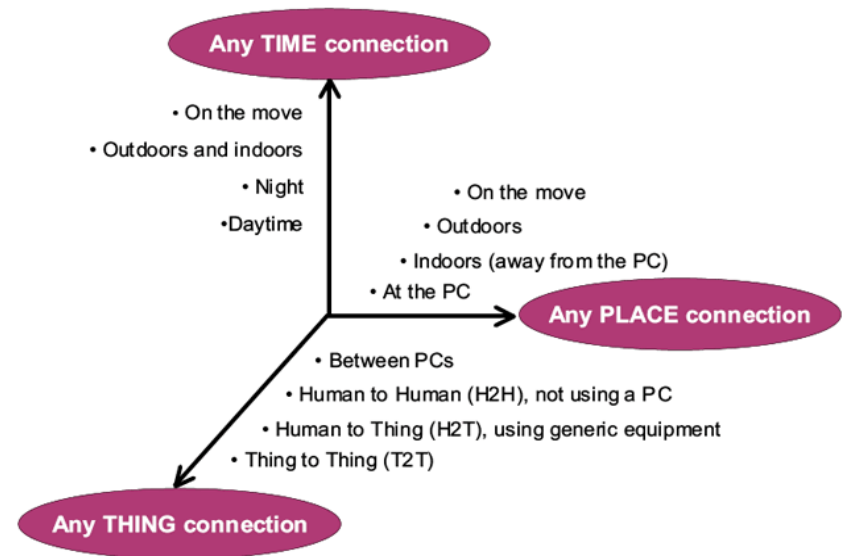 Any TIME connection
• On the move
• Outdoors and indoors
• Night
•Daytime
• On the move
• Outdoors
• Indoors (away from the PC)
• At the PC
Any PLACE connection
• Between PCs
• Human to Human (H2H), not using a PC
• Human to Thing (H2T), using generic equipment
• Thing to Thing (T2T)
Any THING connection